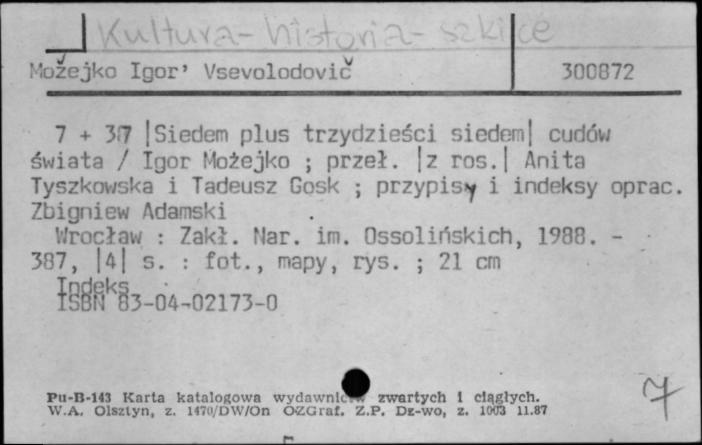 Kultura - historia - szkice
Možejko Igor' Vsevolodovič 300872
7 + 37 |Siedem plus trzydzieści siedem| cudów
świata / Igor Możejko ; przeł. |z ros.| Anita
Tyszkowska i Tadeusz Gosk ; przypisy i indeksy oprac.
Zbigniew Adamski
Wrocław : Zakł. Nar. im. Ossolińskich, 1988. -
387, |4| s. : fot., mapy, rys. ; 21 cm
Indeks
ISBN 83-04-02173-0
Pu-B-143 Karta katalogowa wydawnictw zwartych i ciągłych.
W.A. Olsztyn, z. 1470/DW/On OZGraf. Z.P. Dz-wo, z. 1003 11.87
7